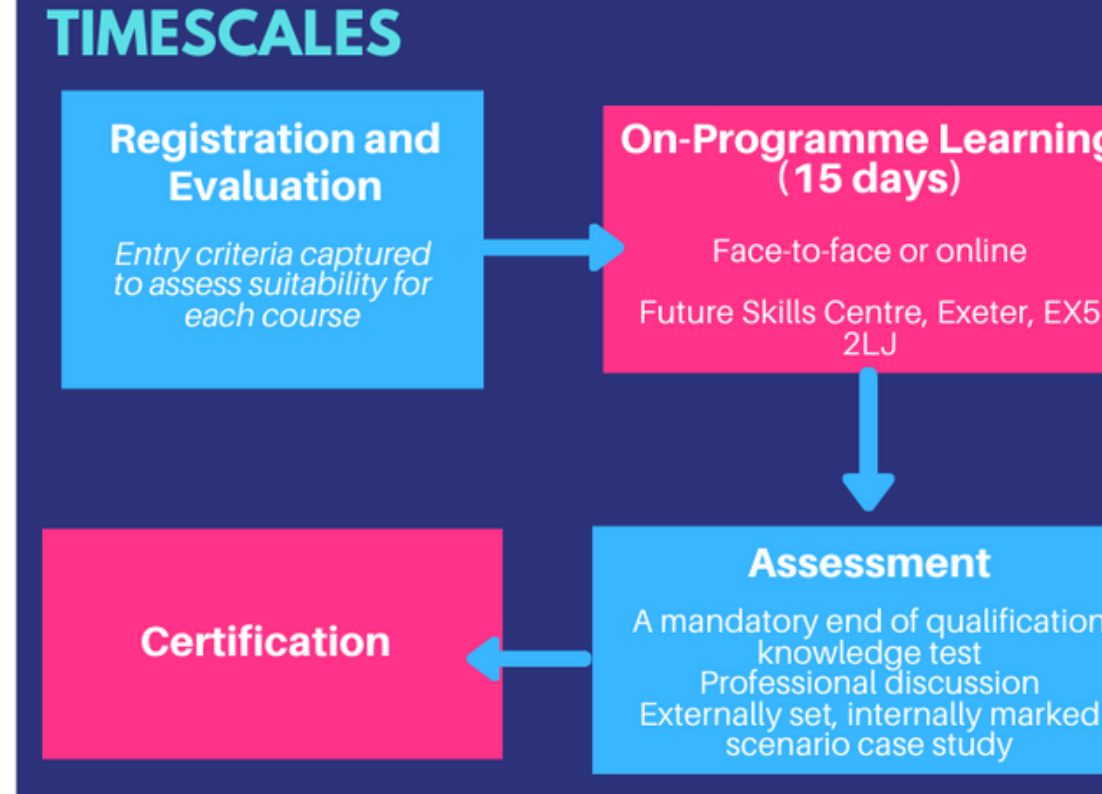 TIMESCALES
Registration and
Evaluation
Entry criteria captured
to assess suitability for
each course
On-Programme Learning
(15 days)
Face-to-face or online
Future Skills Centre, Exeter, EX5
2LJ
Assessment
A mandatory end of qualification
knowledge test
Professional discussion
Externally set, internally marked
scenario case study
Certification